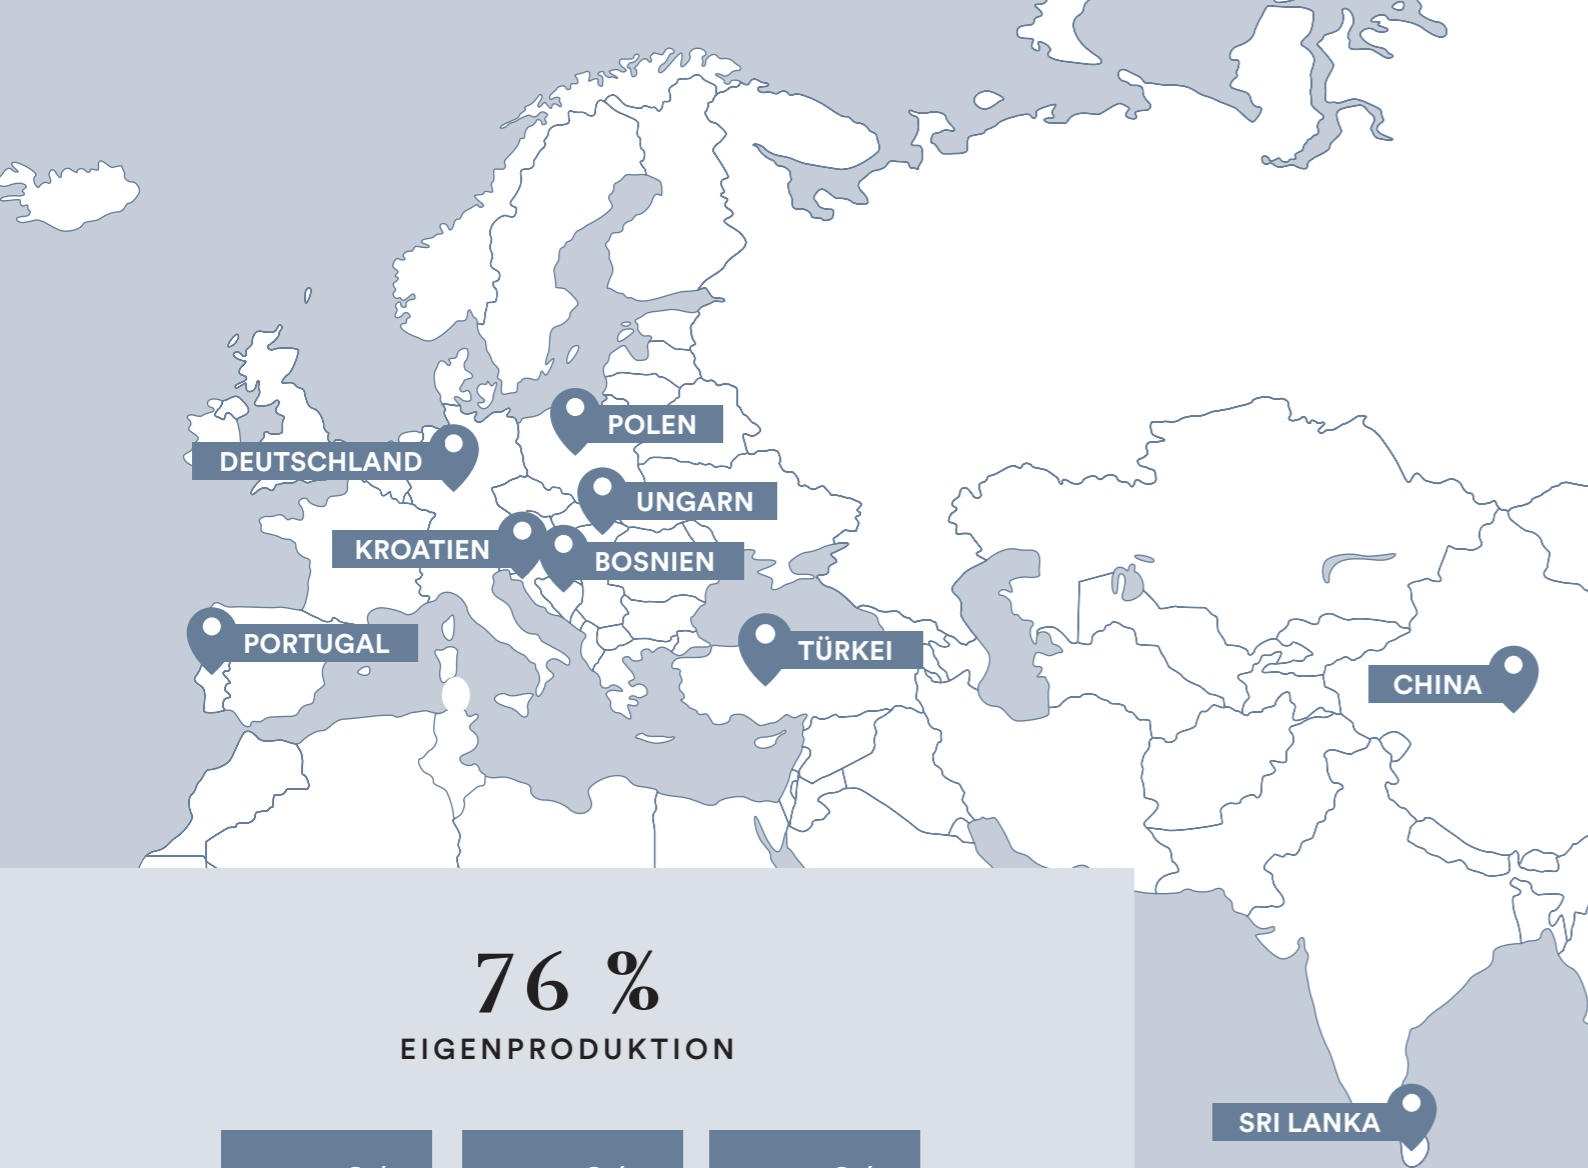 POLEN
DEUTSCHLAND
UNGARN
KROATIEN
BOSNIEN
PORTUGAL
TÜRKEI
CHINA
76 %
EIGENPRODUKTION
SRI LANKA